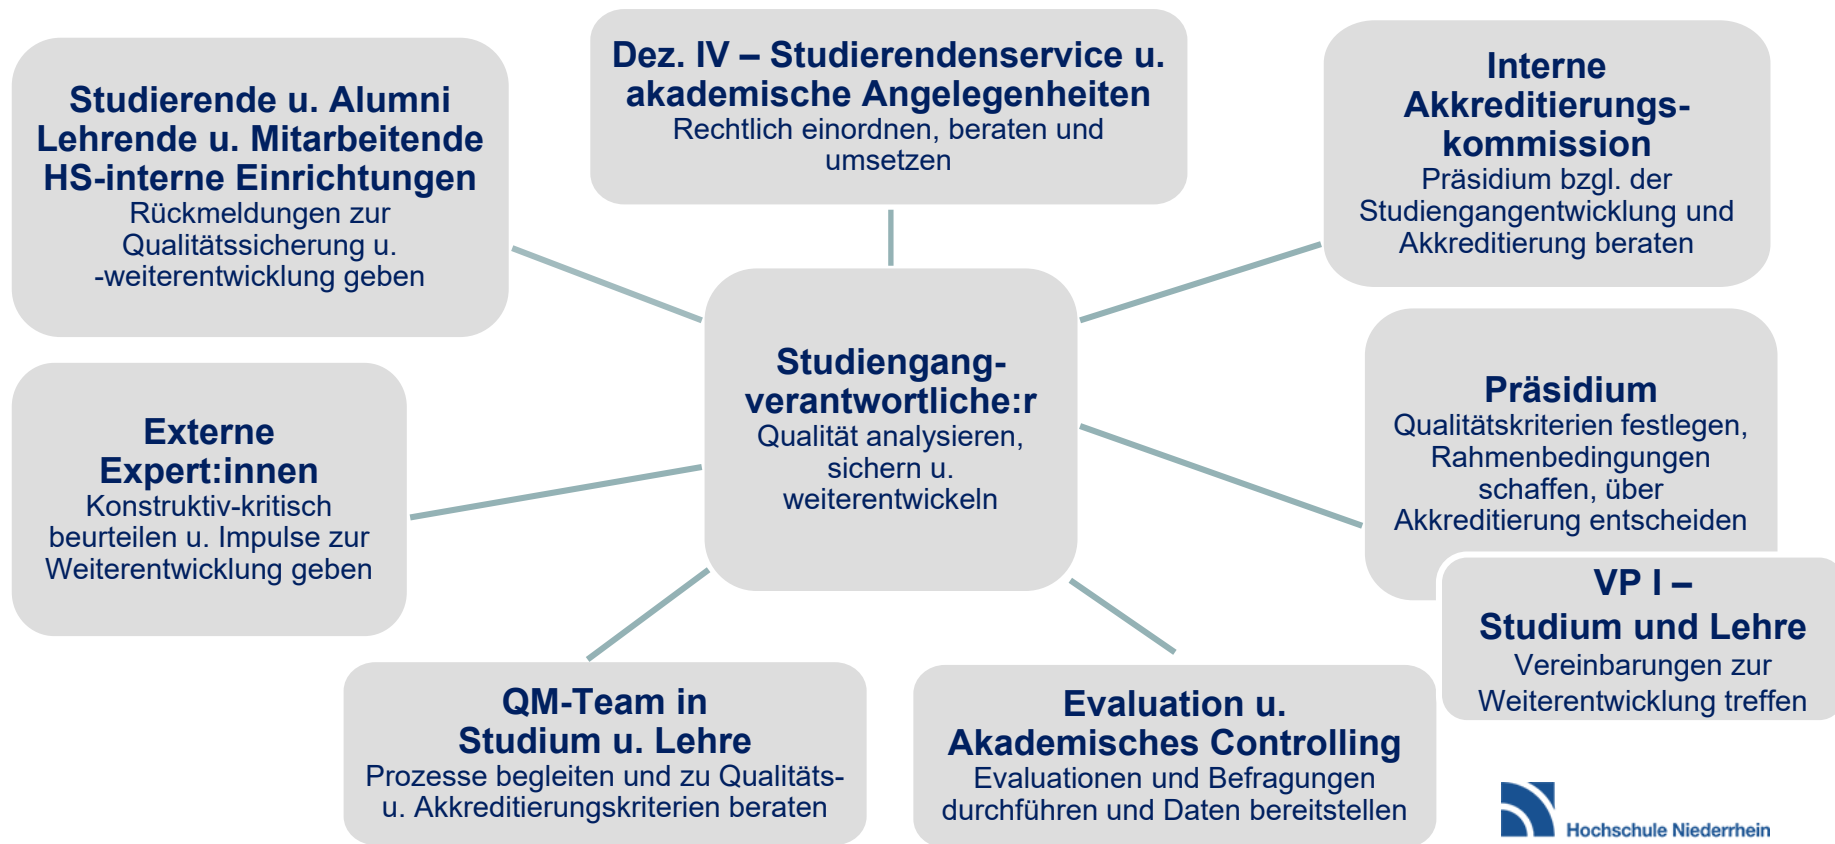 Studierende u. Alumni
Lehrende u. Mitarbeitende
HS-interne Einrichtungen
Rückmeldungen zur
Qualitätssicherung u.
-weiterentwicklung geben
Dez. IV – Studierendenservice u.
akademische Angelegenheiten
Rechtlich einordnen, beraten und
umsetzen
Interne
Akkreditierungs-
kommission
Präsidium bzgl. der
Studiengangentwicklung und
Akkreditierung beraten
Studiengang-
verantwortliche:r
Qualität analysieren,
sichern u.
weiterentwickeln
Präsidium
Qualitätskriterien festlegen,
Rahmenbedingungen
schaffen, über
Akkreditierung entscheiden
VP I –
Studium und Lehre
Vereinbarungen zur
Weiterentwicklung treffen
Externe
Expert:innen
Konstruktiv-kritisch
beurteilen u. Impulse zur
Weiterentwicklung geben
QM-Team in
Studium u. Lehre
Prozesse begleiten und zu Qualitäts-
u. Akkreditierungskriterien beraten
Evaluation u.
Akademisches Controlling
Evaluationen und Befragungen
durchführen und Daten bereitstellen
Hochschule Niederrhein